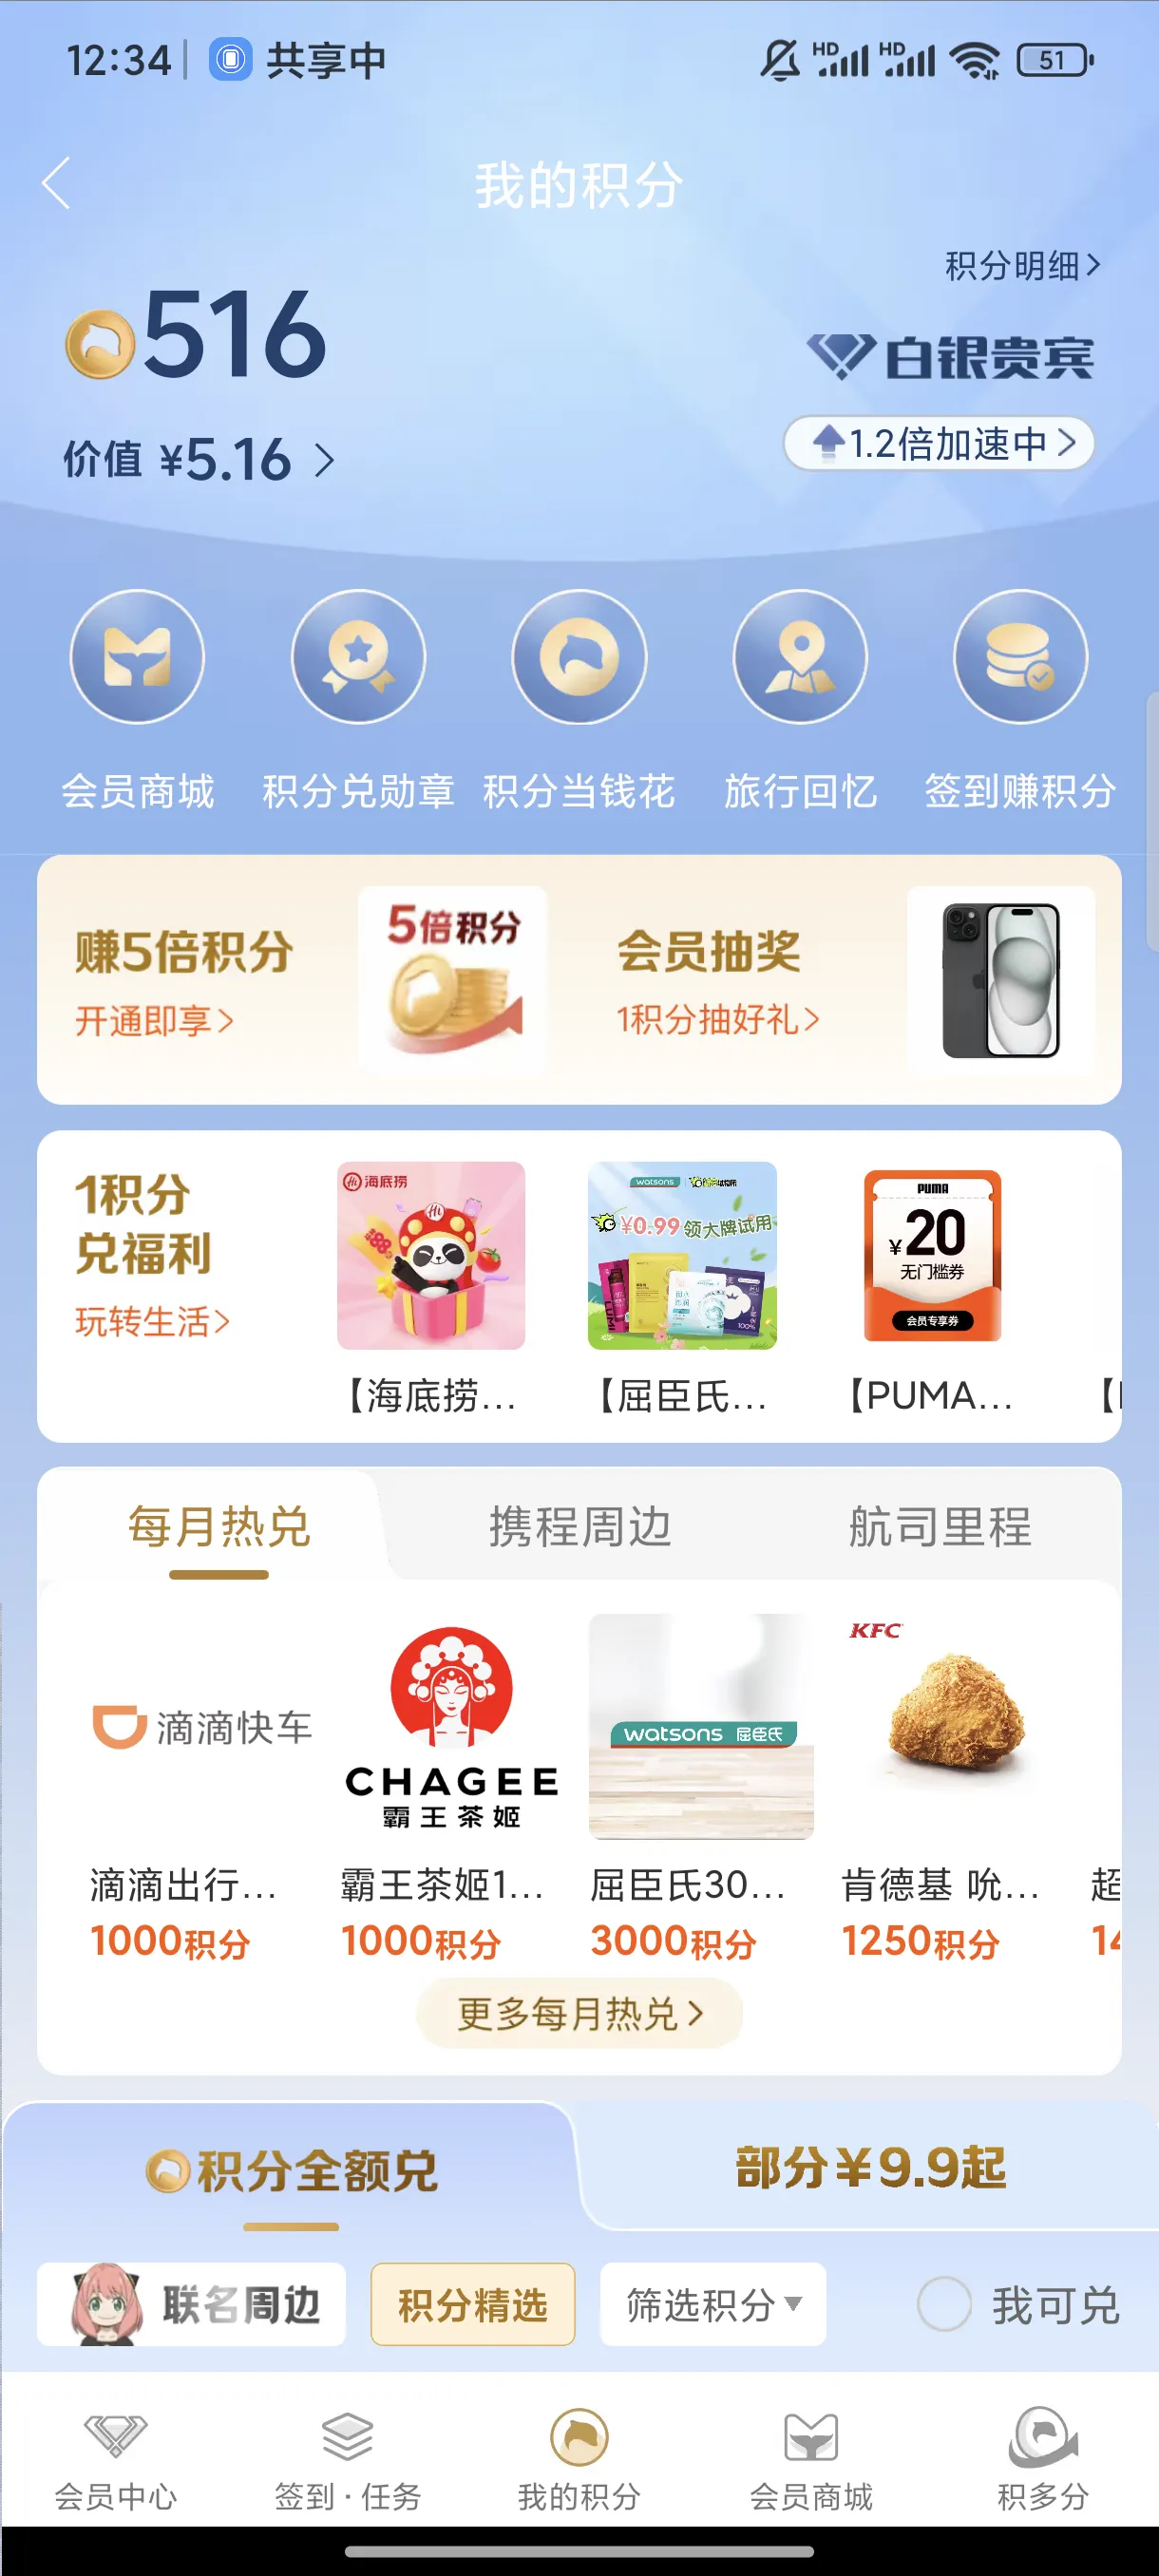 12:34
共享中
HD HD 51
我的积分
积分明细
516
白银贵宾
价值 ¥5.16
1.2倍加速中
会员商城 积分兑勋章 积分当钱花 旅行回忆 签到赚积分
赚5倍积分
开通即享
5倍积分
会员抽奖
1积分抽好礼
1积分
兑福利
玩转生活
Hi 海底捞
watsons
¥0.99 领大牌试用
PUMA
¥20
无门槛券
会员专享券
【海底捞... 【屈臣氏... 【PUMA... 【
每月热兑 携程周边 航司里程
滴滴快车
CHAGEE
霸王茶姬
watsons 屈臣氏
KFC
滴滴出行... 霸王茶姬1... 屈臣氏30... 肯德基 吮... 超
1000积分 1000积分 3000积分 1250积分 14
更多每月热兑
积分全额兑
部分¥9.9起
联名周边 积分精选 筛选积分 我可兑
会员中心 签到·任务 我的积分 会员商城 积多分